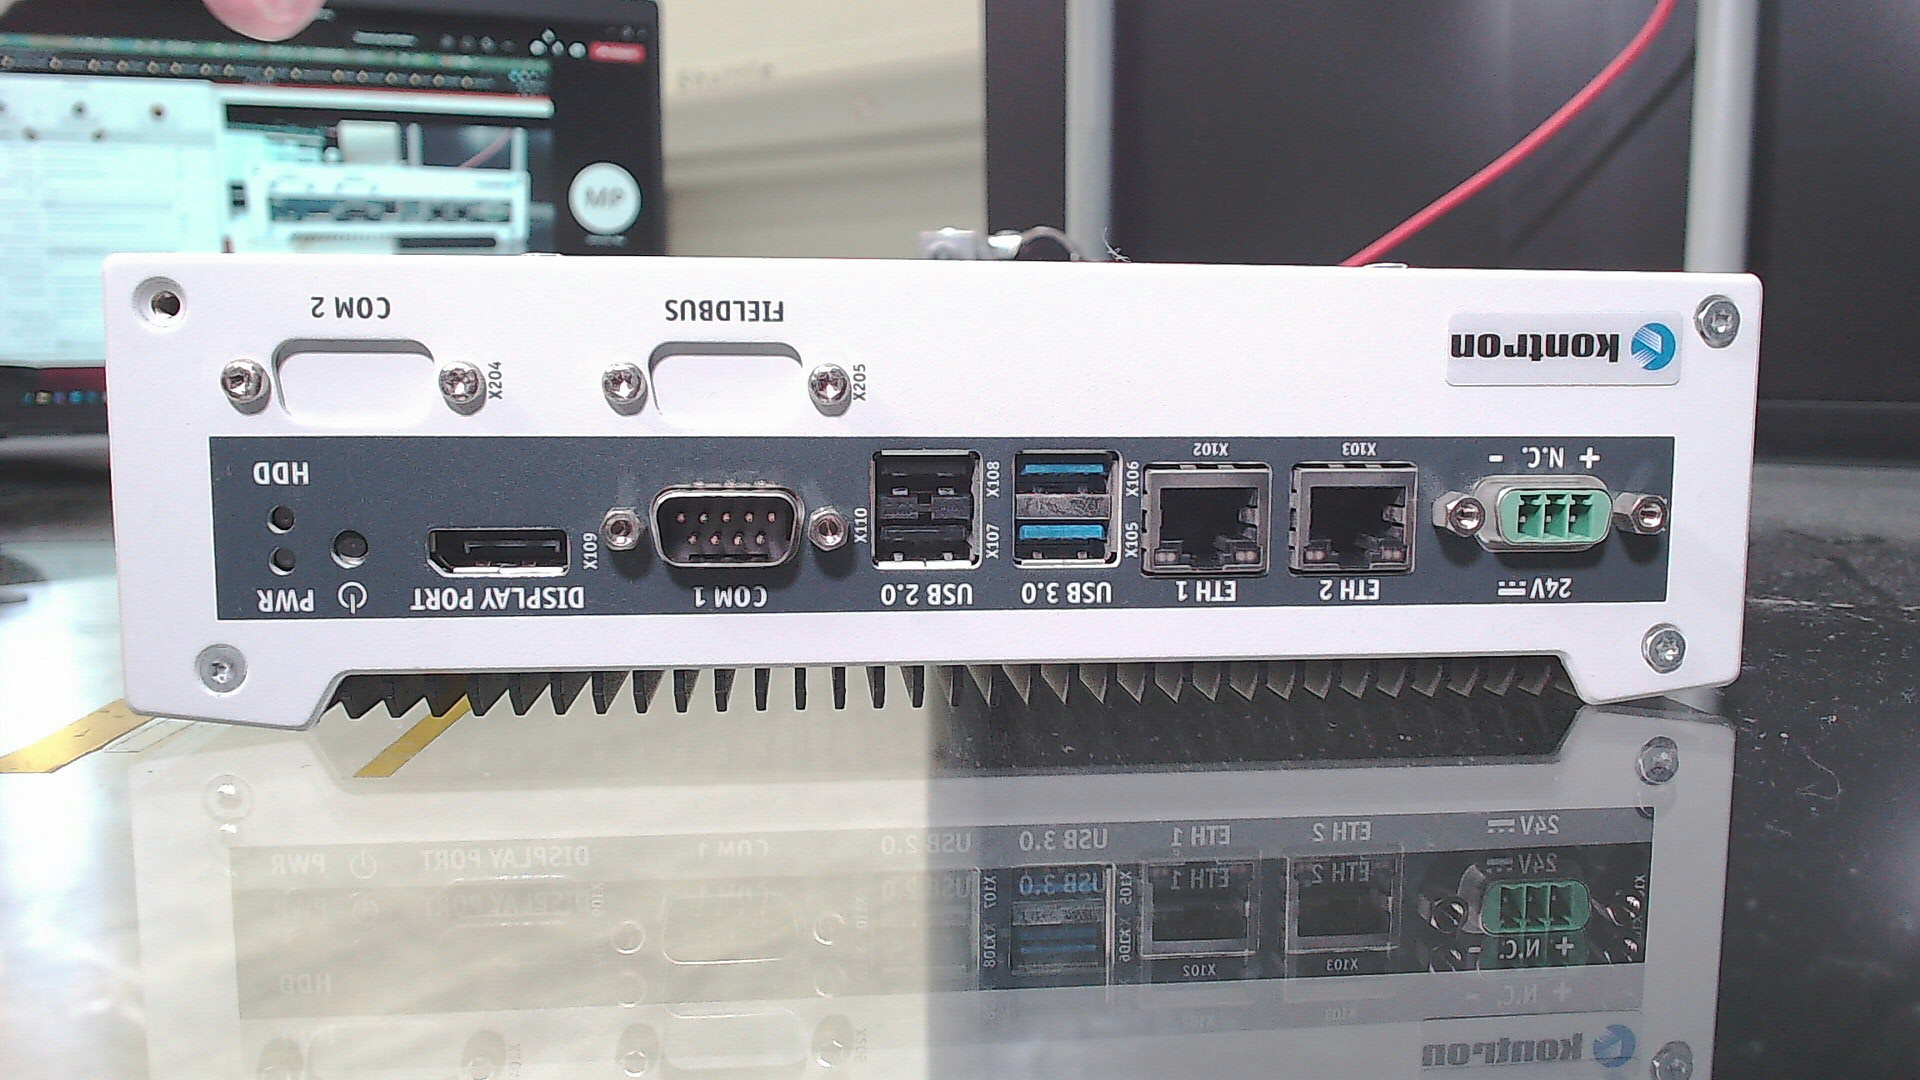 MP
COM 2
FIELDBUS
kontron
X204
X205
HDD
X108
X106
X102
X103
+ N.C. -
X109
X110
X107
X105
PWR
DISPLAY PORT
COM 1
USB 2.0
USB 3.0
ETH 1
ETH 2
24V